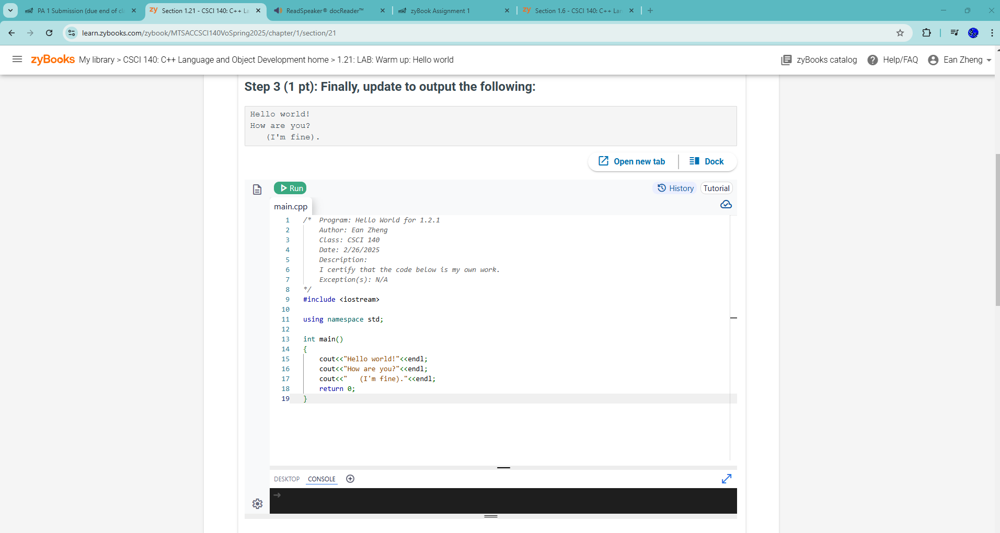 PA 1 Submission (due end of cla
Section 1.21 - CSCI 140: C++ La
ReadSpeaker® docReader™
zyBook Assignment 1
Section 1.6 - CSCI 140: C++ Lan
learn.zybooks.com/zybook/MTSACCSCI140VoSpring2025/chapter/1/section/21
zyBooks My library > CSCI 140: C++ Language and Object Development home > 1.21: LAB: Warm up: Hello world
zyBooks catalog
Help/FAQ
Ean Zheng
Step 3 (1 pt): Finally, update to output the following:
Hello world!
How are you?
   (I'm fine).
Open new tab
Dock
Run
History
Tutorial
main.cpp
1 /*  Program: Hello World for 1.2.1
2     Author: Ean Zheng
3     Class: CSCI 140
4     Date: 2/26/2025
5     Description:
6     I certify that the code below is my own work.
7     Exception(s): N/A
8 */
9 #include <iostream>
10
11 using namespace std;
12
13 int main()
14 {
15     cout<<"Hello world!"<<endl;
16     cout<<"How are you?"<<endl;
17     cout<<"   (I'm fine)."<<endl;
18     return 0;
19 }
DESKTOP
CONSOLE